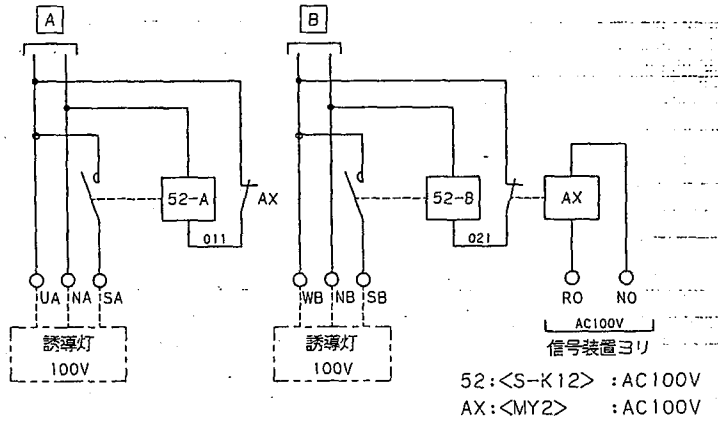 A
B
52-A
AX
52-B
AX
011
021
UA NA SA
WB NB SB
RO NO
誘導灯
100V
誘導灯
100V
AC100V
信号装置ヨリ
52:<S-K12> :AC100V
AX:<MY2> :AC100V